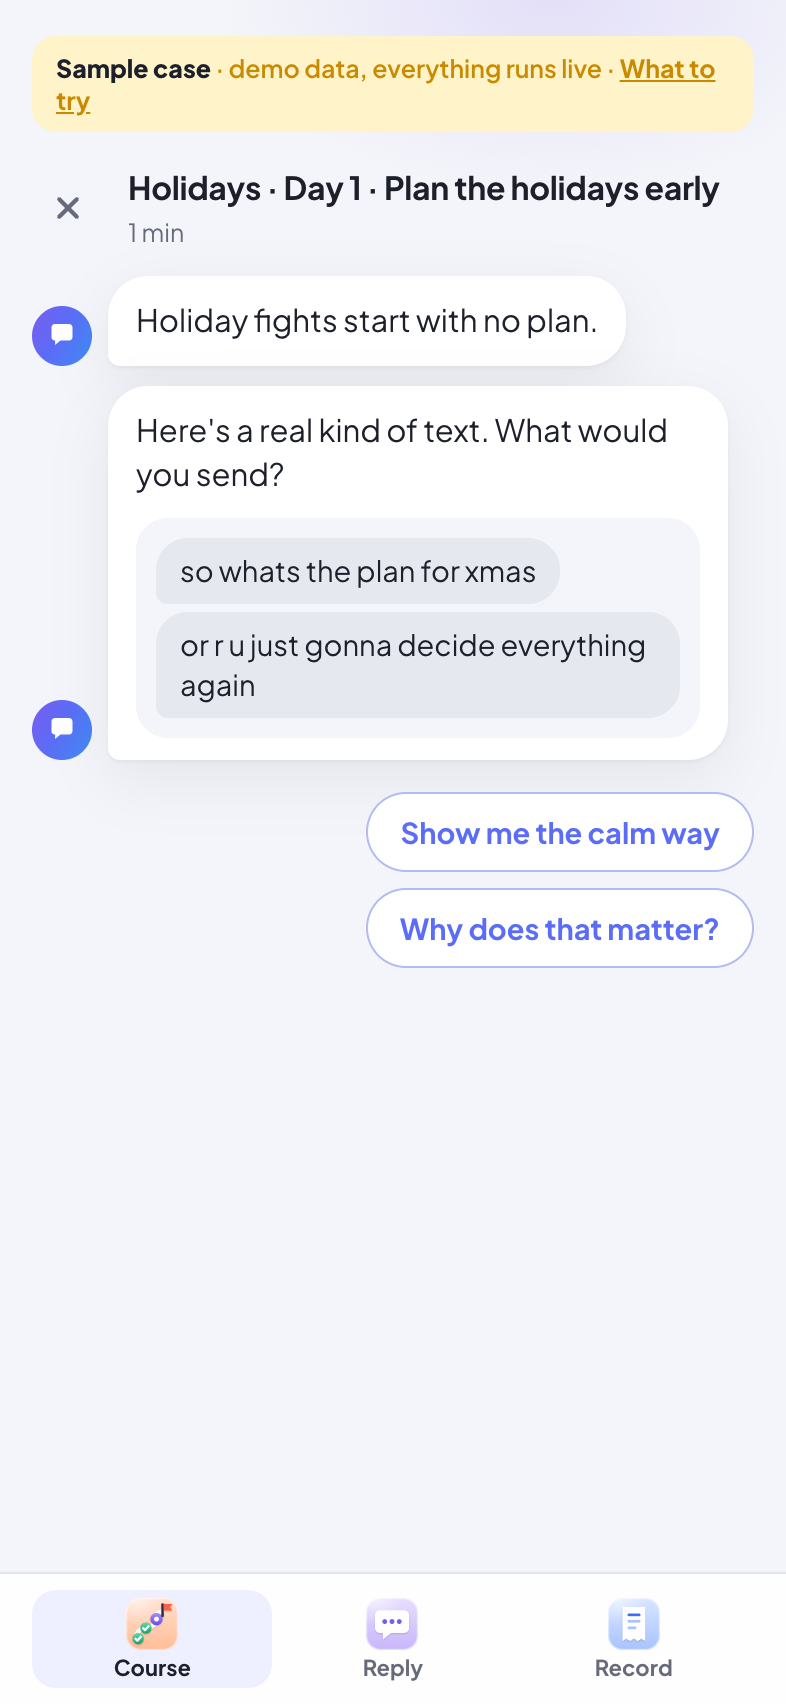 Sample case · demo data, everything runs live · What to
try
Holidays · Day 1 · Plan the holidays early
1 min
Holiday fights start with no plan.
Here's a real kind of text. What would
you send?
so whats the plan for xmas
or r u just gonna decide everything
again
Show me the calm way
Why does that matter?
Course
Reply
Record